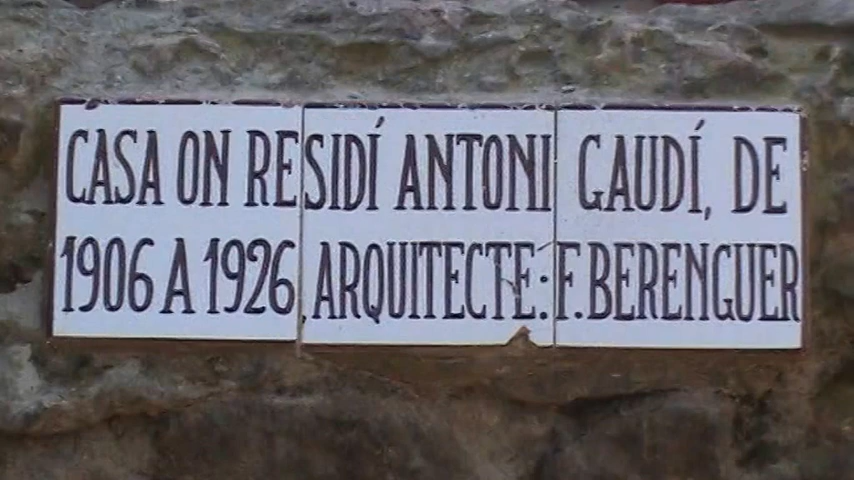 CASA ON RESIDÍ ANTONI GAUDÍ, DE
1906 A 1926, ARQUITECTE: F. BERENGUER